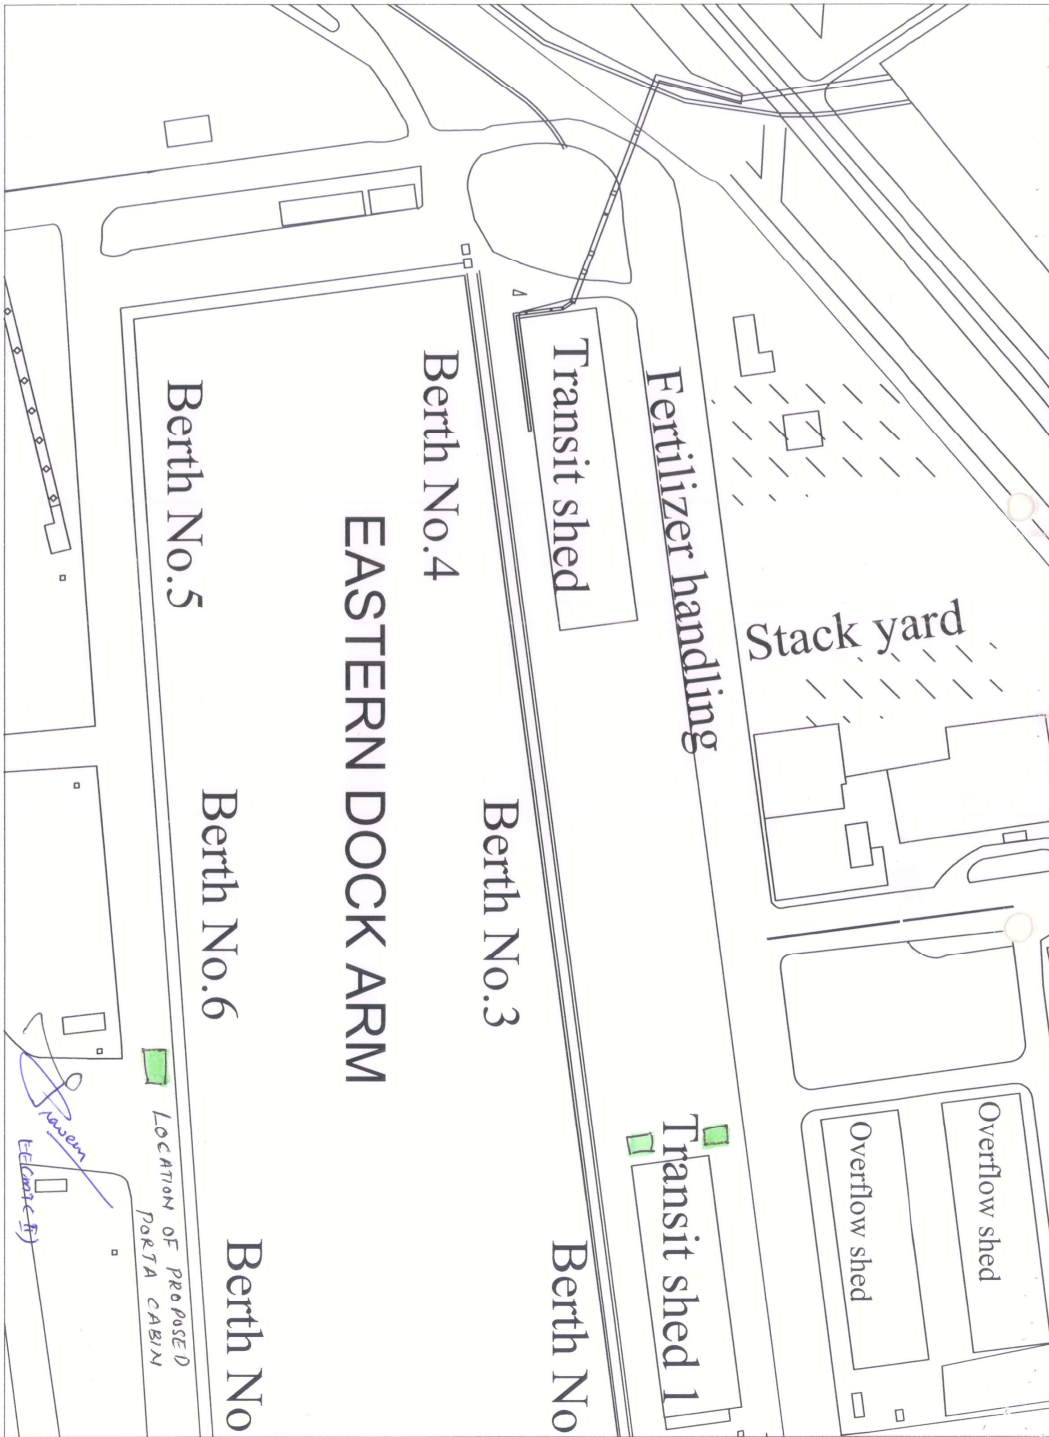 Stack yard
Fertilizer handling
Transit shed
Berth No.4
EASTERN DOCK ARM
Berth No.5
Berth No.3
Berth No.6
Overflow shed
Overflow shed
Transit shed 1
Berth No
Berth No
LOCATION OF PROPOSED
PORTA CABIN
Praveen